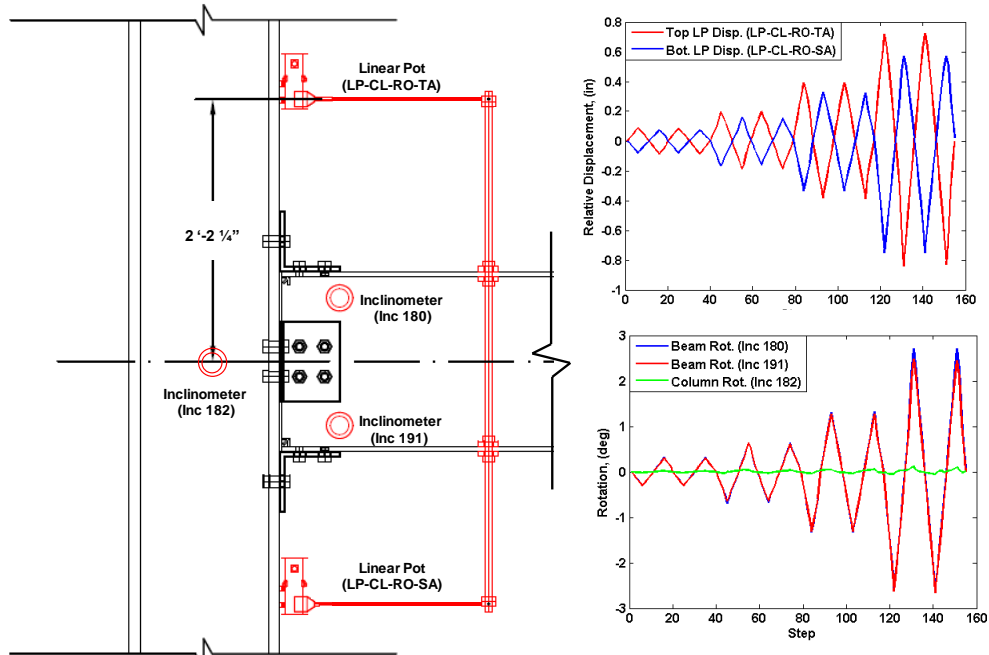 Linear Pot
(LP-CL-RO-TA)
2 '-2 ¼"
Inclinometer
(Inc 180)
Inclinometer
(Inc 182)
Inclinometer
(Inc 191)
Linear Pot
(LP-CL-RO-SA)
Top LP Disp. (LP-CL-RO-TA)
Bot. LP Disp. (LP-CL-RO-SA)
Relative Displacement, (in)
0.8
0.6
0.4
0.2
0
-0.2
-0.4
-0.6
-0.8
-1
0 20 40 60 80 100 120 140 160
Beam Rot. (Inc 180)
Beam Rot. (Inc 191)
Column Rot. (Inc 182)
Rotation, (deg)
3
2
1
0
-1
-2
-3
0 20 40 60 80 100 120 140 160
Step